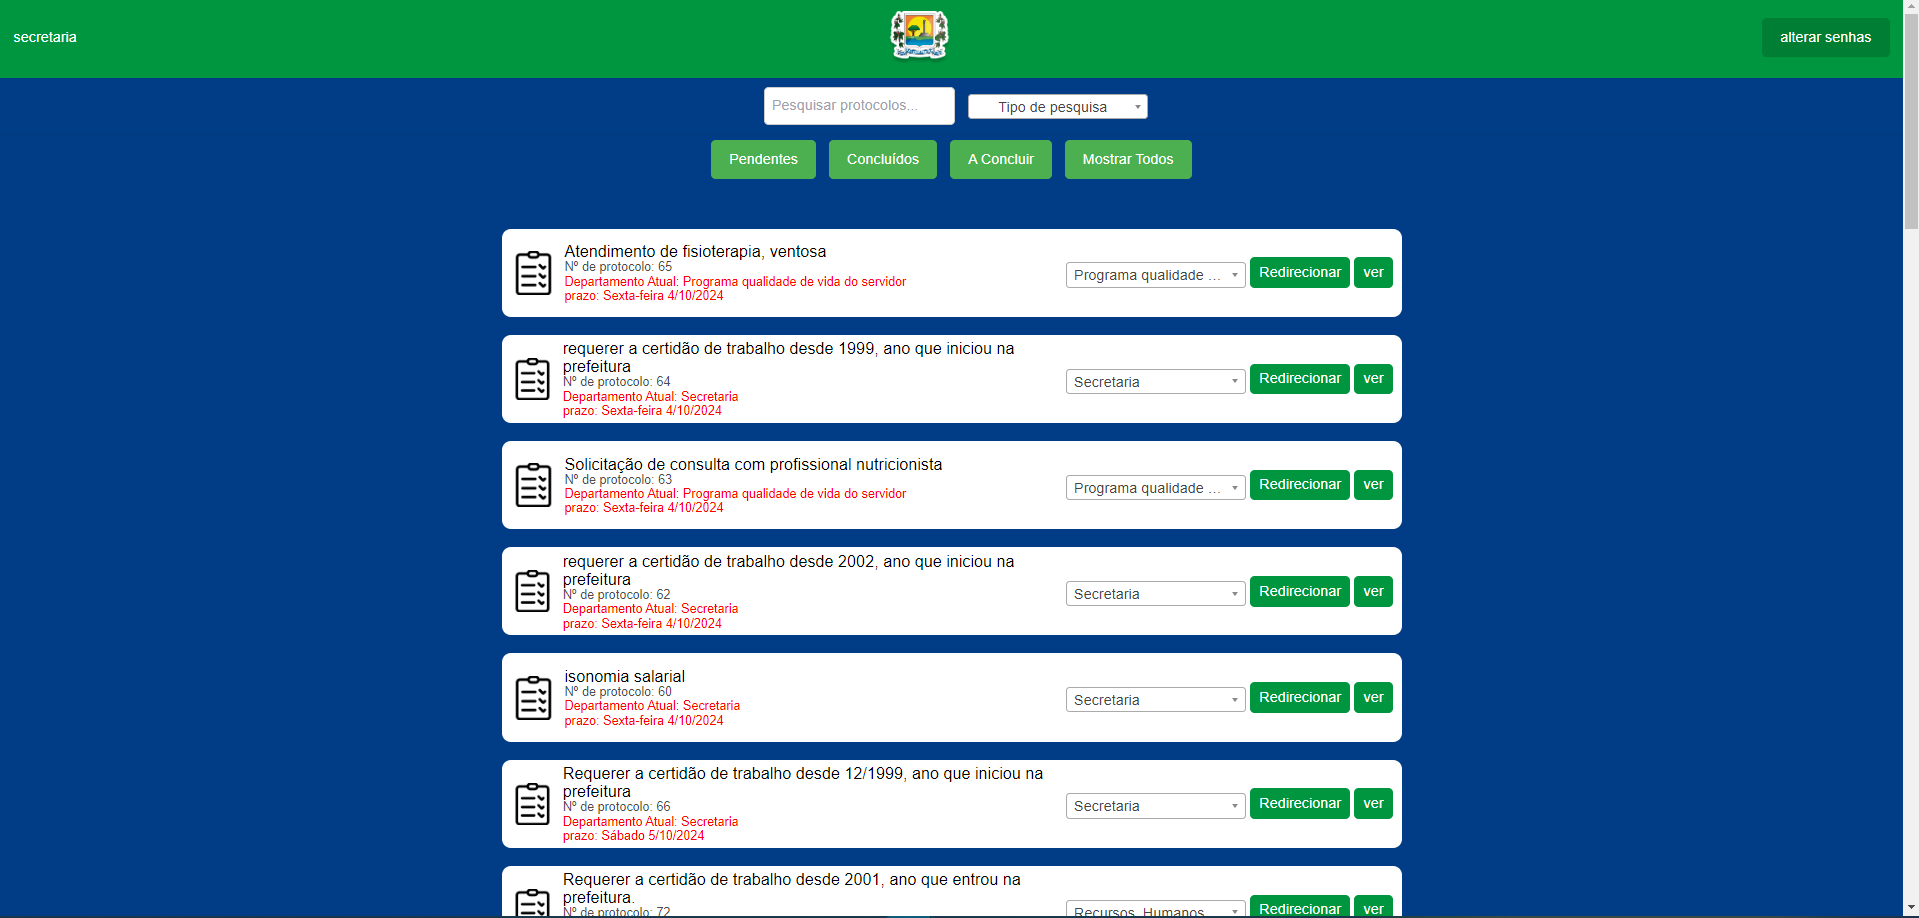 secretaria
alterar senhas
Pesquisar protocolos...
Tipo de pesquisa
Pendentes
Concluídos
A Concluir
Mostrar Todos
Atendimento de fisioterapia, ventosa
Nº de protocolo: 65
Departamento Atual: Programa qualidade de vida do servidor
prazo: Sexta-feira 4/10/2024
Programa qualidade ...
Redirecionar
ver
requerer a certidão de trabalho desde 1999, ano que iniciou na
prefeitura
Nº de protocolo: 64
Departamento Atual: Secretaria
prazo: Sexta-feira 4/10/2024
Secretaria
Redirecionar
ver
Solicitação de consulta com profissional nutricionista
Nº de protocolo: 63
Departamento Atual: Programa qualidade de vida do servidor
prazo: Sexta-feira 4/10/2024
Programa qualidade ...
Redirecionar
ver
requerer a certidão de trabalho desde 2002, ano que iniciou na
prefeitura
Nº de protocolo: 62
Departamento Atual: Secretaria
prazo: Sexta-feira 4/10/2024
Secretaria
Redirecionar
ver
isonomia salarial
Nº de protocolo: 60
Departamento Atual: Secretaria
prazo: Sexta-feira 4/10/2024
Secretaria
Redirecionar
ver
Requerer a certidão de trabalho desde 12/1999, ano que iniciou na
prefeitura
Nº de protocolo: 66
Departamento Atual: Secretaria
prazo: Sábado 5/10/2024
Secretaria
Redirecionar
ver
Requerer a certidão de trabalho desde 2001, ano que entrou na
prefeitura.
Nº de protocolo: 72
Recursos Humanos
Redirecionar
ver